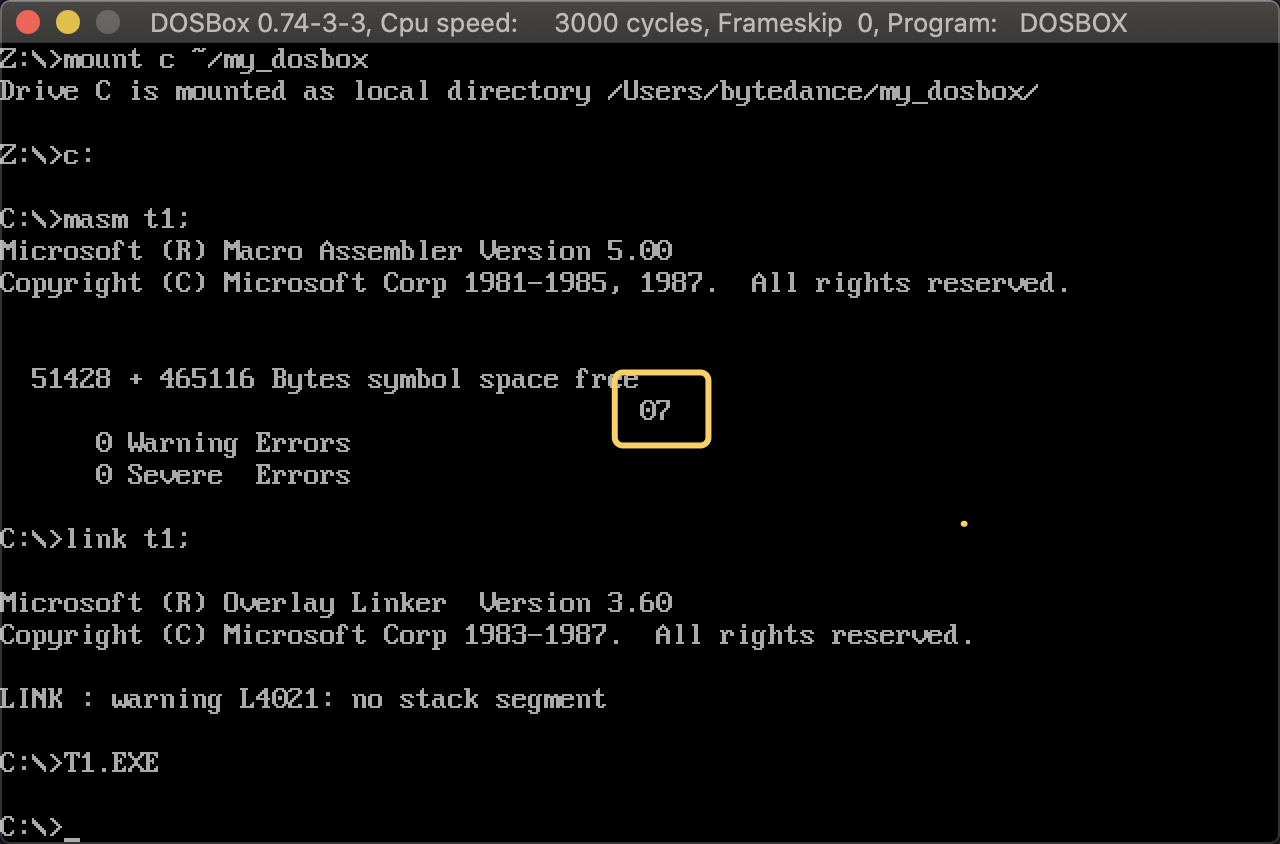 DOSBox 0.74-3-3, Cpu speed:    3000 cycles, Frameskip  0, Program:   DOSBOX
Z:\>mount c ~/my_dosbox
Drive C is mounted as local directory /Users/bytedance/my_dosbox/
Z:\>c:
C:\>masm t1;
Microsoft (R) Macro Assembler Version 5.00
Copyright (C) Microsoft Corp 1981-1985, 1987.  All rights reserved.
  51428 + 465116 Bytes symbol space free
                                        07
      0 Warning Errors
      0 Severe  Errors
C:\>link t1;
Microsoft (R) Overlay Linker  Version 3.60
Copyright (C) Microsoft Corp 1983-1987.  All rights reserved.
LINK : warning L4021: no stack segment
C:\>T1.EXE
C:\>_